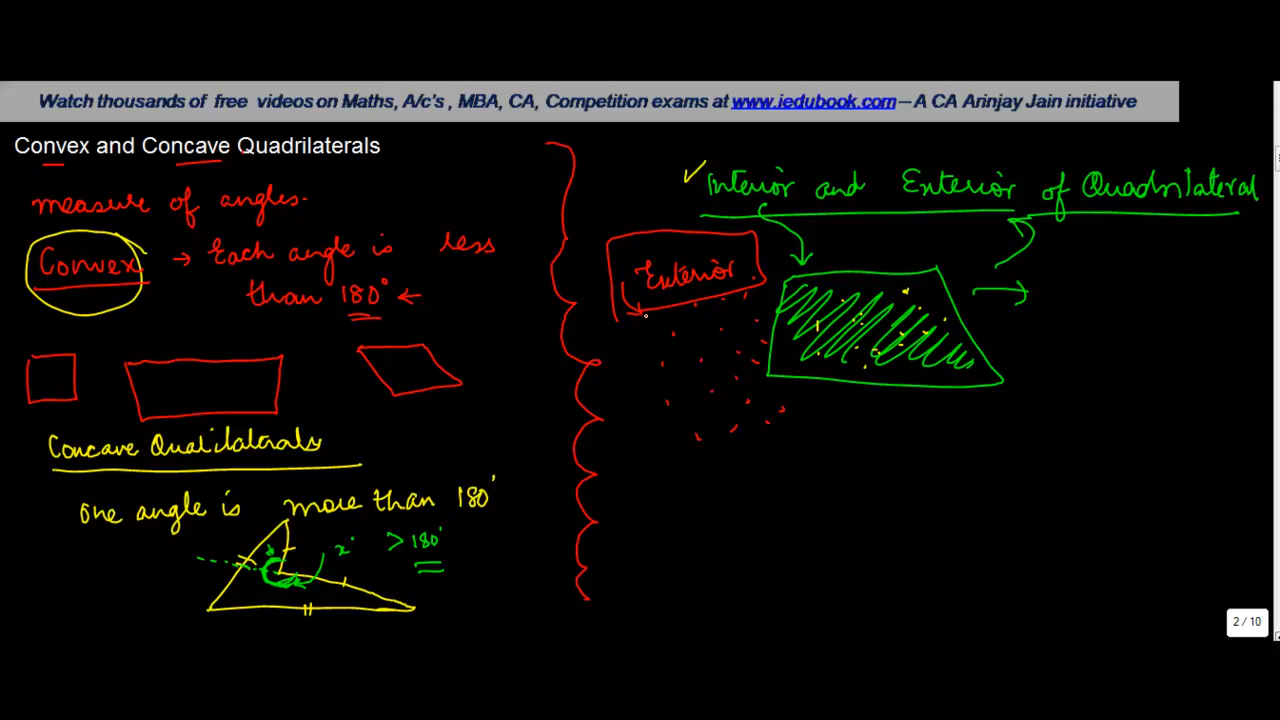 Watch thousands of free videos on Maths, A/c's , MBA, CA, Competition exams at www.iedubook.com—A CA Arinjay Jain initiative
Convex and Concave Quadrilaterals
measure of angles.
Convex → Each angle is less
than 180° ←
Concave Quatilaterals
One angle is more than 180°
x° > 180°
✓ Interior and Exterior of Quadrilateral
Exterior
2 / 10